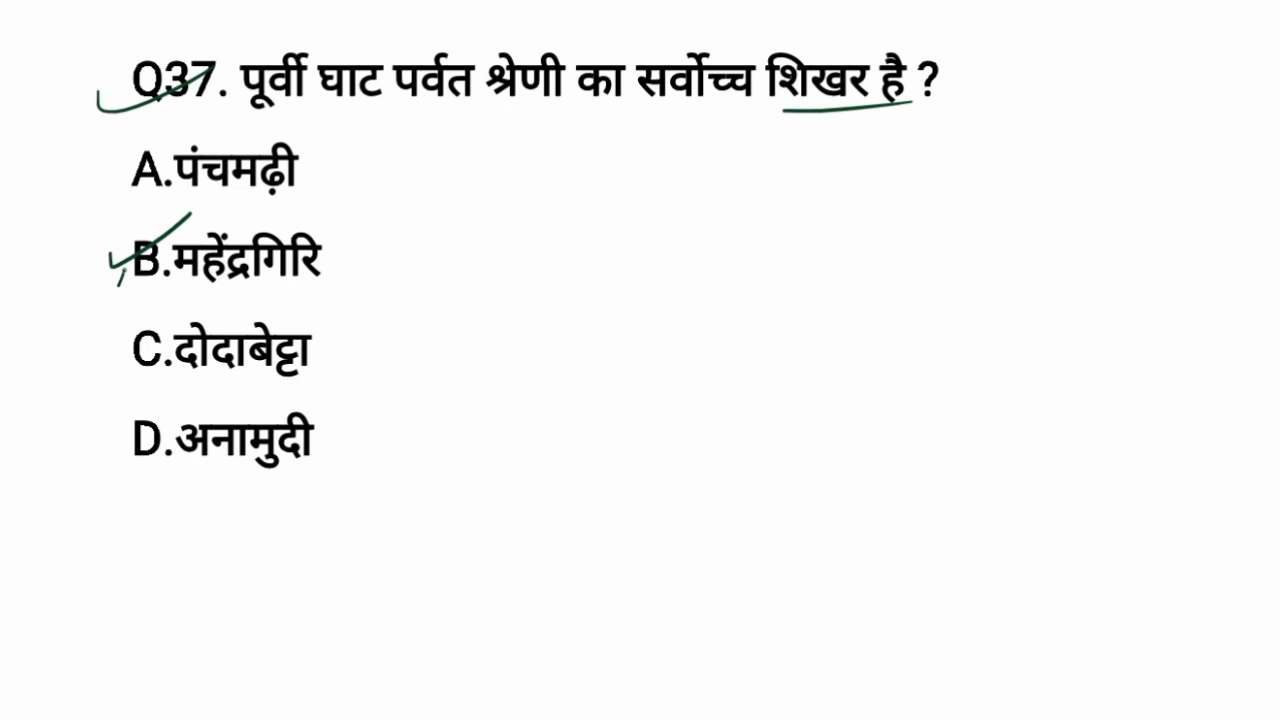 Q37. पूर्वी घाट पर्वत श्रेणी का सर्वोच्च शिखर है ?
A.पंचमढ़ी
B.महेंद्रगिरि
C.दोदाबेट्टा
D.अनामुदी